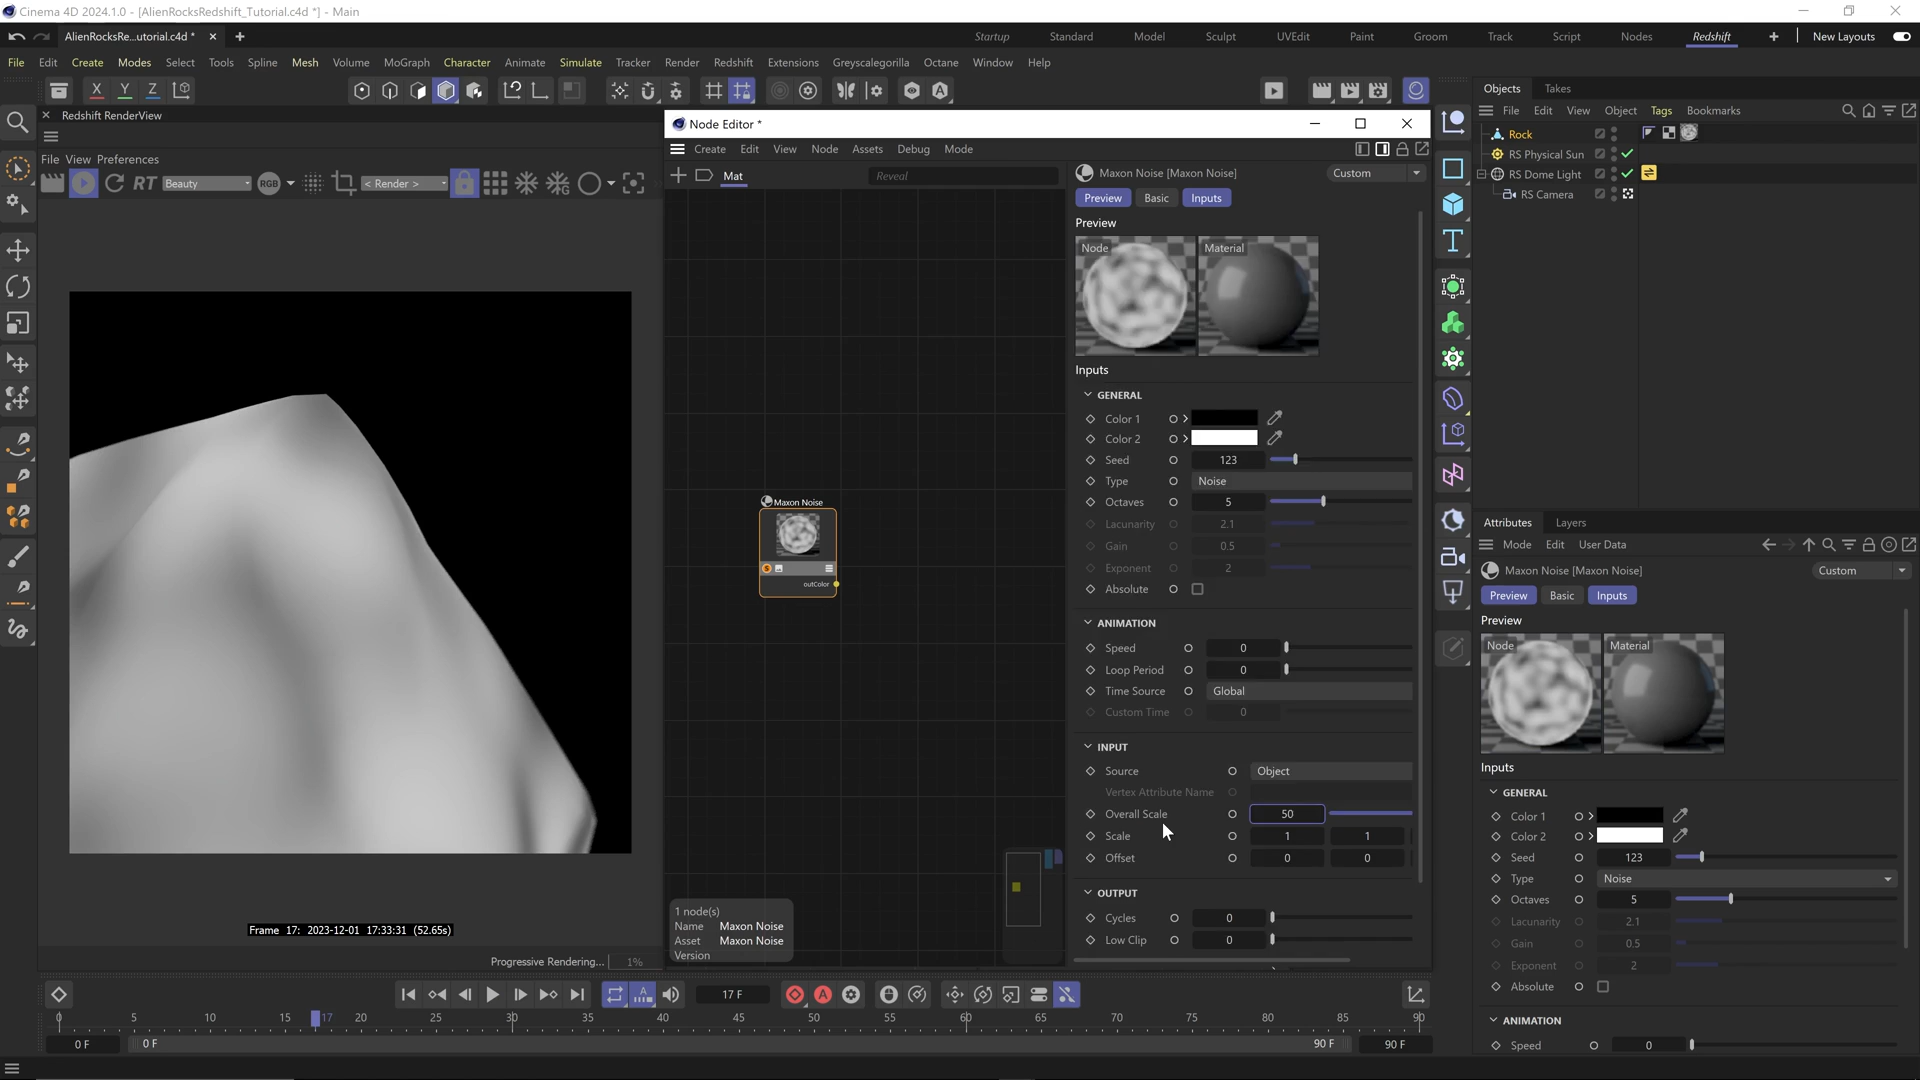 Cinema 4D 2024.1.0 - [AlienRocksRedshift_Tutorial.c4d *] - Main
AlienRocksRe...utorial.c4d *
Startup Standard Model Sculpt UVEdit Paint Groom Track Script Nodes Redshift New Layouts
File Edit Create Modes Select Tools Spline Mesh Volume MoGraph Character Animate Simulate Tracker Render Redshift Extensions Greyscalegorilla Octane Window Help
X Y Z
Redshift RenderView
File View Preferences
RT Beauty RGB < Render >
Frame 17: 2023-12-01 17:33:31 (52.65s)
Progressive Rendering... 1%
Node Editor *
Create Edit View Node Assets Debug Mode
Mat Reveal
Maxon Noise
outColor
1 node(s)
Name Maxon Noise
Asset Maxon Noise
Version
Maxon Noise [Maxon Noise] Custom
Preview Basic Inputs
Preview
Node Material
Inputs
GENERAL
Color 1
Color 2
Seed 123
Type Noise
Octaves 5
Lacunarity 2.1
Gain 0.5
Exponent 2
Absolute
ANIMATION
Speed 0
Loop Period 0
Time Source Global
Custom Time 0
INPUT
Source Object
Vertex Attribute Name
Overall Scale 50
Scale 1 1
Offset 0 0
OUTPUT
Cycles 0
Low Clip 0
Objects Takes
File Edit View Object Tags Bookmarks
Rock
RS Physical Sun
RS Dome Light
RS Camera
Attributes Layers
Mode Edit User Data
Maxon Noise [Maxon Noise] Custom
Preview Basic Inputs
Preview
Node Material
Inputs
GENERAL
Color 1
Color 2
Seed 123
Type Noise
Octaves 5
Lacunarity 2.1
Gain 0.5
Exponent 2
Absolute
ANIMATION
Speed 0
17 F
0 5 10 15 17 20 25 30 35 40 45 50 55 60 65 70 75 80 85 90
0 F 0 F 90 F 90 F